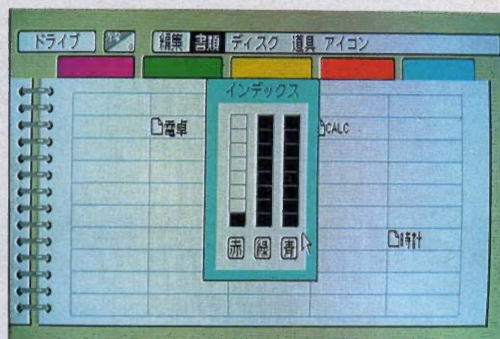 ドライブ 編集 書類 ディスク 道具 アイコン
インデックス
電卓 CALC
時計
赤 緑 青